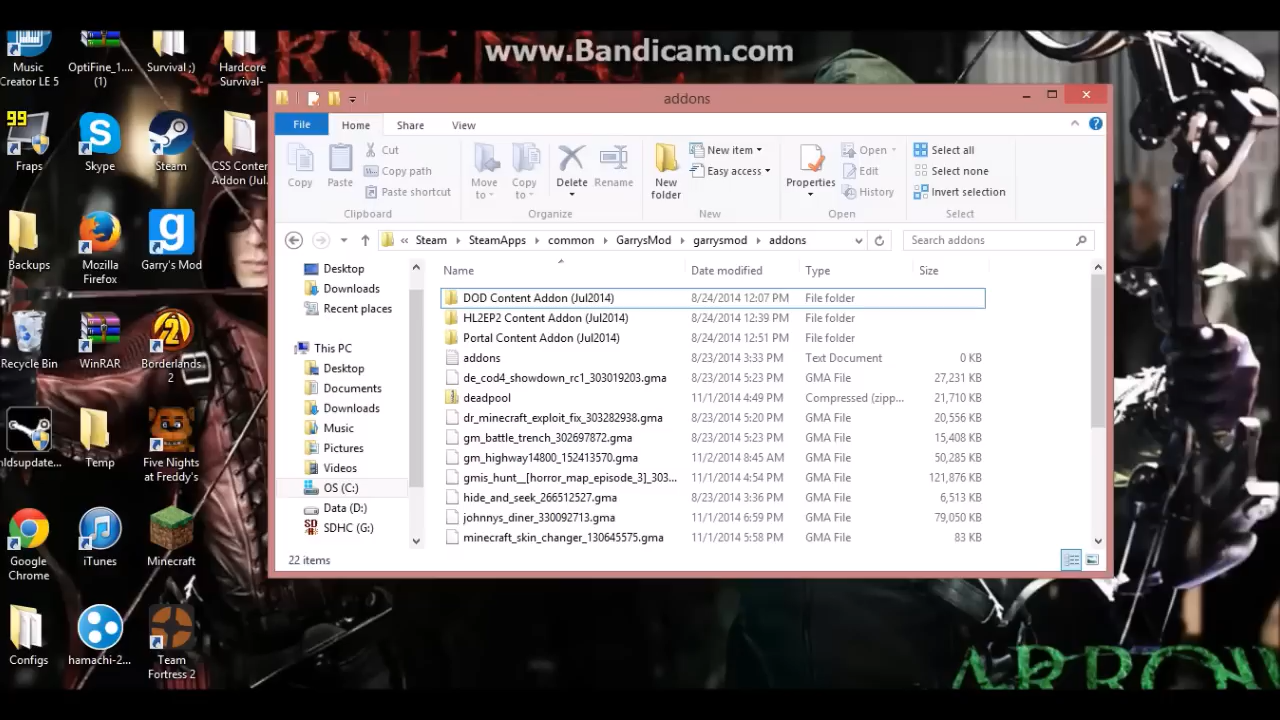 www.Bandicam.com
ARSEN
Music
Creator LE 5
OptiFine_1....
(1)
Survival ;)
Hardcore
Survival-
99
Fraps
Skype
Steam
CSS Conten
Addon (Jul.
Backups
Mozilla
Firefox
Garry's Mod
Recycle Bin
WinRAR
Borderlands
2
hldsupdate...
Temp
Five Nights
at Freddy's
Google
Chrome
iTunes
Minecraft
Configs
hamachi-2...
Team
Fortress 2
addons
File Home Share View
Copy
Paste
Cut
Copy path
Paste shortcut
Clipboard
Move
to
Copy
to
Delete
Rename
Organize
New
folder
New item
Easy access
New
Properties
Open
Edit
History
Open
Select all
Select none
Invert selection
Select
« Steam SteamApps common GarrysMod garrysmod addons
Search addons
Desktop
Downloads
Recent places
This PC
Desktop
Documents
Downloads
Music
Pictures
Videos
OS (C:)
Data (D:)
SDHC (G:)
Name Date modified Type Size
DOD Content Addon (Jul2014) 8/24/2014 12:07 PM File folder
HL2EP2 Content Addon (Jul2014) 8/24/2014 12:39 PM File folder
Portal Content Addon (Jul2014) 8/24/2014 12:51 PM File folder
addons 8/23/2014 3:33 PM Text Document 0 KB
de_cod4_showdown_rc1_303019203.gma 8/23/2014 5:23 PM GMA File 27,231 KB
deadpool 11/1/2014 4:49 PM Compressed (zipp... 21,710 KB
dr_minecraft_exploit_fix_303282938.gma 8/23/2014 5:20 PM GMA File 20,556 KB
gm_battle_trench_302697872.gma 8/23/2014 5:23 PM GMA File 15,408 KB
gm_highway14800_152413570.gma 11/2/2014 8:45 AM GMA File 50,285 KB
gmis_hunt__[horror_map_episode_3]_303... 11/1/2014 4:54 PM GMA File 121,876 KB
hide_and_seek_266512527.gma 8/23/2014 3:36 PM GMA File 6,513 KB
johnnys_diner_330092713.gma 11/1/2014 6:59 PM GMA File 79,050 KB
minecraft_skin_changer_130645575.gma 11/1/2014 5:58 PM GMA File 83 KB
22 items
ARROW